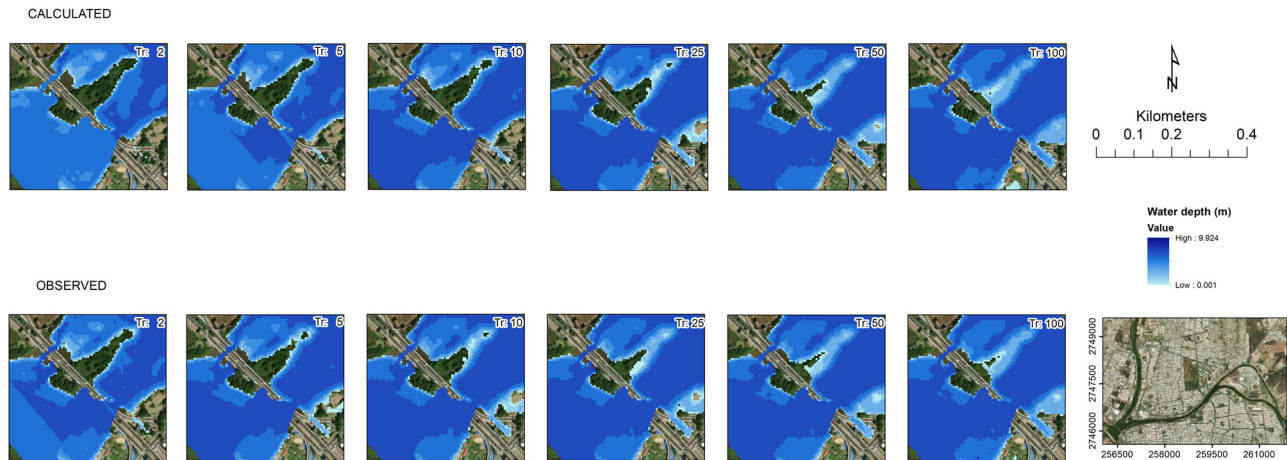 CALCULATED
Tr: 2
Tr: 5
Tr: 10
Tr: 25
Tr: 50
Tr: 100
N
Kilometers
0 0.1 0.2 0.4
Water depth (m)
Value
High : 9.924
Low : 0.001
OBSERVED
Tr: 2
Tr: 5
Tr: 10
Tr: 25
Tr: 50
Tr: 100
2749000
2747500
2746000
256500 258000 259500 261000